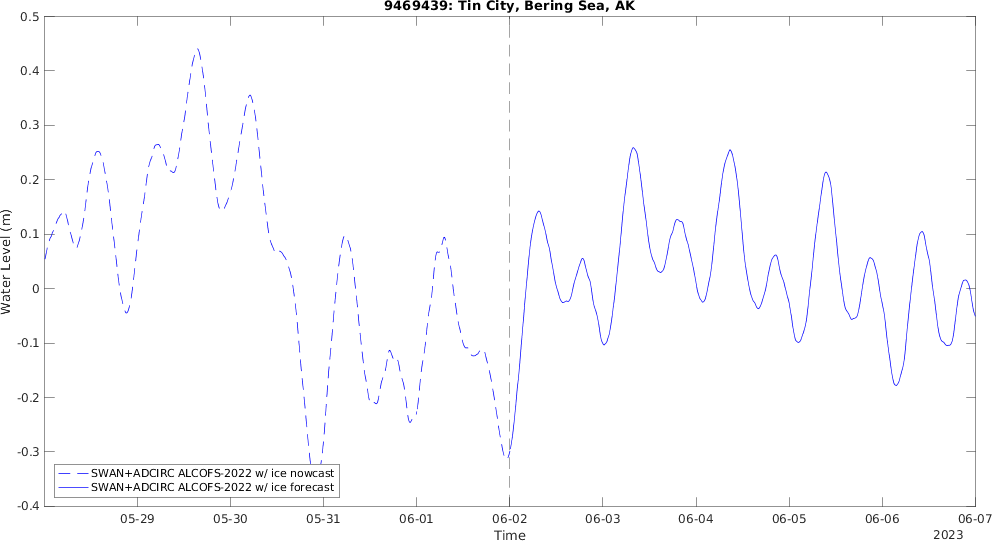 9469439: Tin City, Bering Sea, AK
0.5
0.4
0.3
0.2
0.1
0
-0.1
-0.2
-0.3
-0.4
Water Level (m)
SWAN+ADCIRC ALCOFS-2022 w/ ice nowcast
SWAN+ADCIRC ALCOFS-2022 w/ ice forecast
05-29 05-30 05-31 06-01 06-02 06-03 06-04 06-05 06-06 06-07
Time
2023